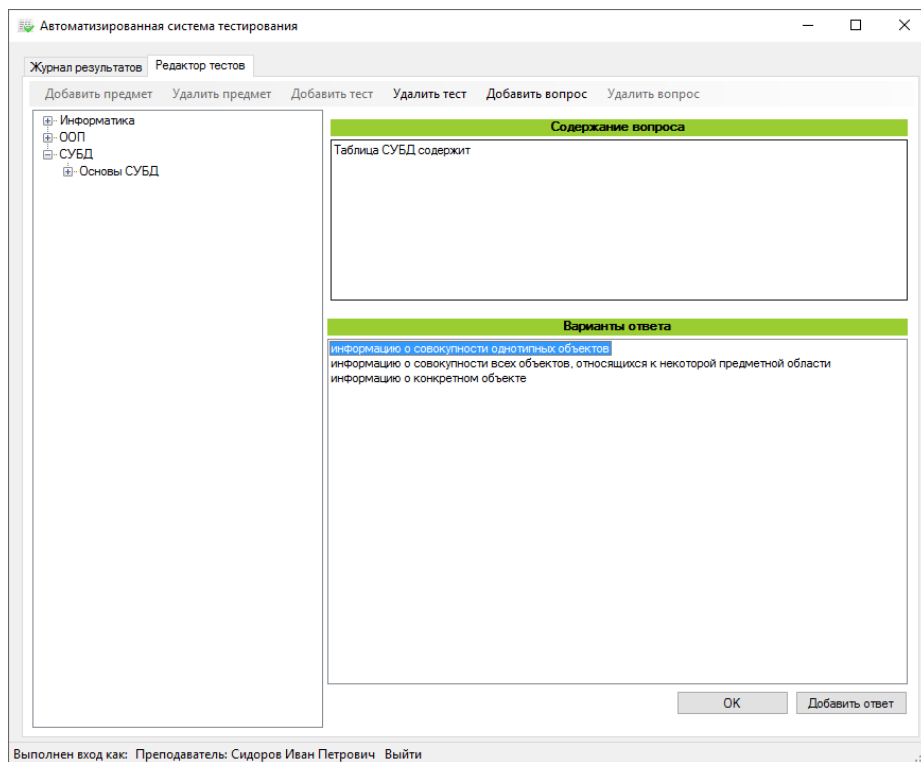 Автоматизированная система тестирования
Журнал результатов Редактор тестов
Добавить предмет Удалить предмет Добавить тест Удалить тест Добавить вопрос Удалить вопрос
Информатика
ООП
СУБД
Основы СУБД
Содержание вопроса
Таблица СУБД содержит
Варианты ответа
информацию о совокупности однотипных объектов
информацию о совокупности всех объектов, относящихся к некоторой предметной области
информацию о конкретном объекте
OK Добавить ответ
Выполнен вход как: Преподаватель: Сидоров Иван Петрович Выйти